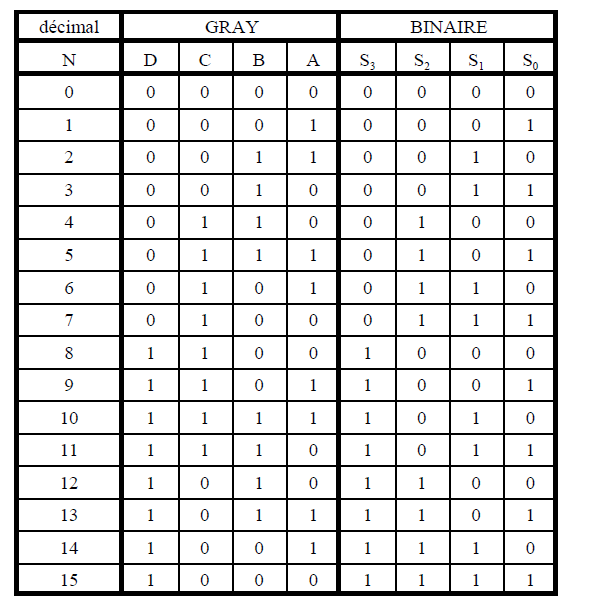 décimal GRAY BINAIRE
N D C B A S₃ S₂ S₁ S₀
0 0 0 0 0 0 0 0 0
1 0 0 0 1 0 0 0 1
2 0 0 1 1 0 0 1 0
3 0 0 1 0 0 0 1 1
4 0 1 1 0 0 1 0 0
5 0 1 1 1 0 1 0 1
6 0 1 0 1 0 1 1 0
7 0 1 0 0 0 1 1 1
8 1 1 0 0 1 0 0 0
9 1 1 0 1 1 0 0 1
10 1 1 1 1 1 0 1 0
11 1 1 1 0 1 0 1 1
12 1 0 1 0 1 1 0 0
13 1 0 1 1 1 1 0 1
14 1 0 0 1 1 1 1 0
15 1 0 0 0 1 1 1 1